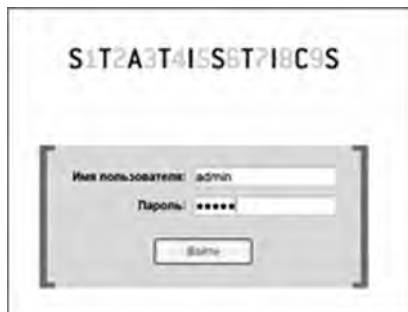 S1T2A3T4I5S6T7I8C9S
Имя пользователя: admin
Пароль: •••••
Войти